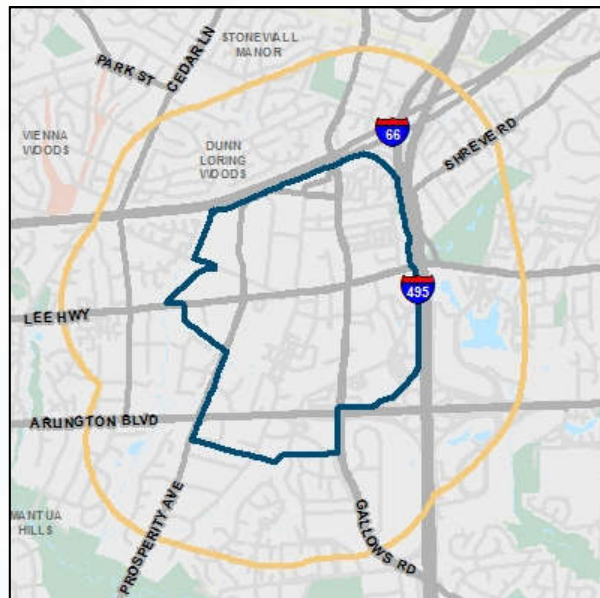 STONEWALL
MANOR
PARK ST
CEDAR LN
VIENNA
WOODS
DUNN
LORING
WOODS
66
SHREVE RD
495
LEE HWY
ARLINGTON BLVD
MANTUA
HILLS
PROSPERITY AVE
GALLOWS RD